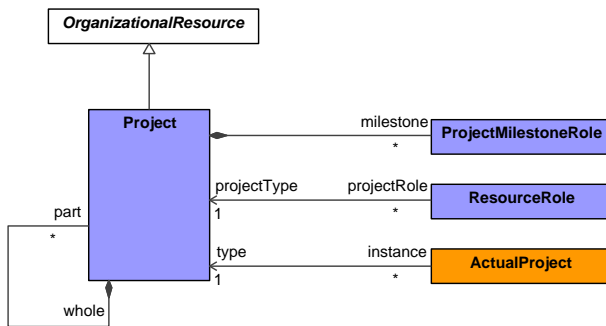 OrganizationalResource
Project
milestone
*
ProjectMilestoneRole
projectType
1
projectRole
*
ResourceRole
type
1
instance
*
ActualProject
part
*
whole